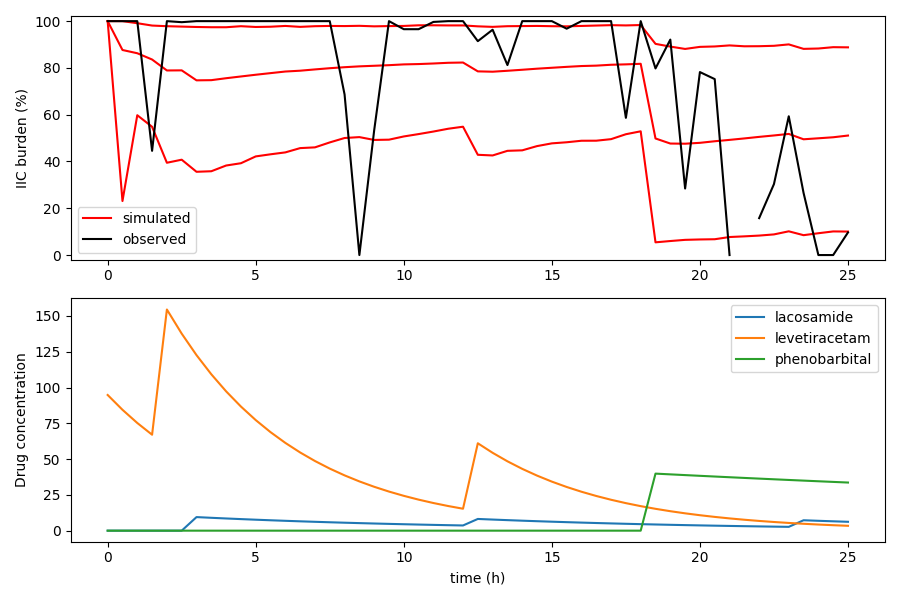 IIC burden (%)
100
80
60
40
20
0
simulated
observed
0 5 10 15 20 25
Drug concentration
150
125
100
75
50
25
0
lacosamide
levetiracetam
phenobarbital
0 5 10 15 20 25
time (h)